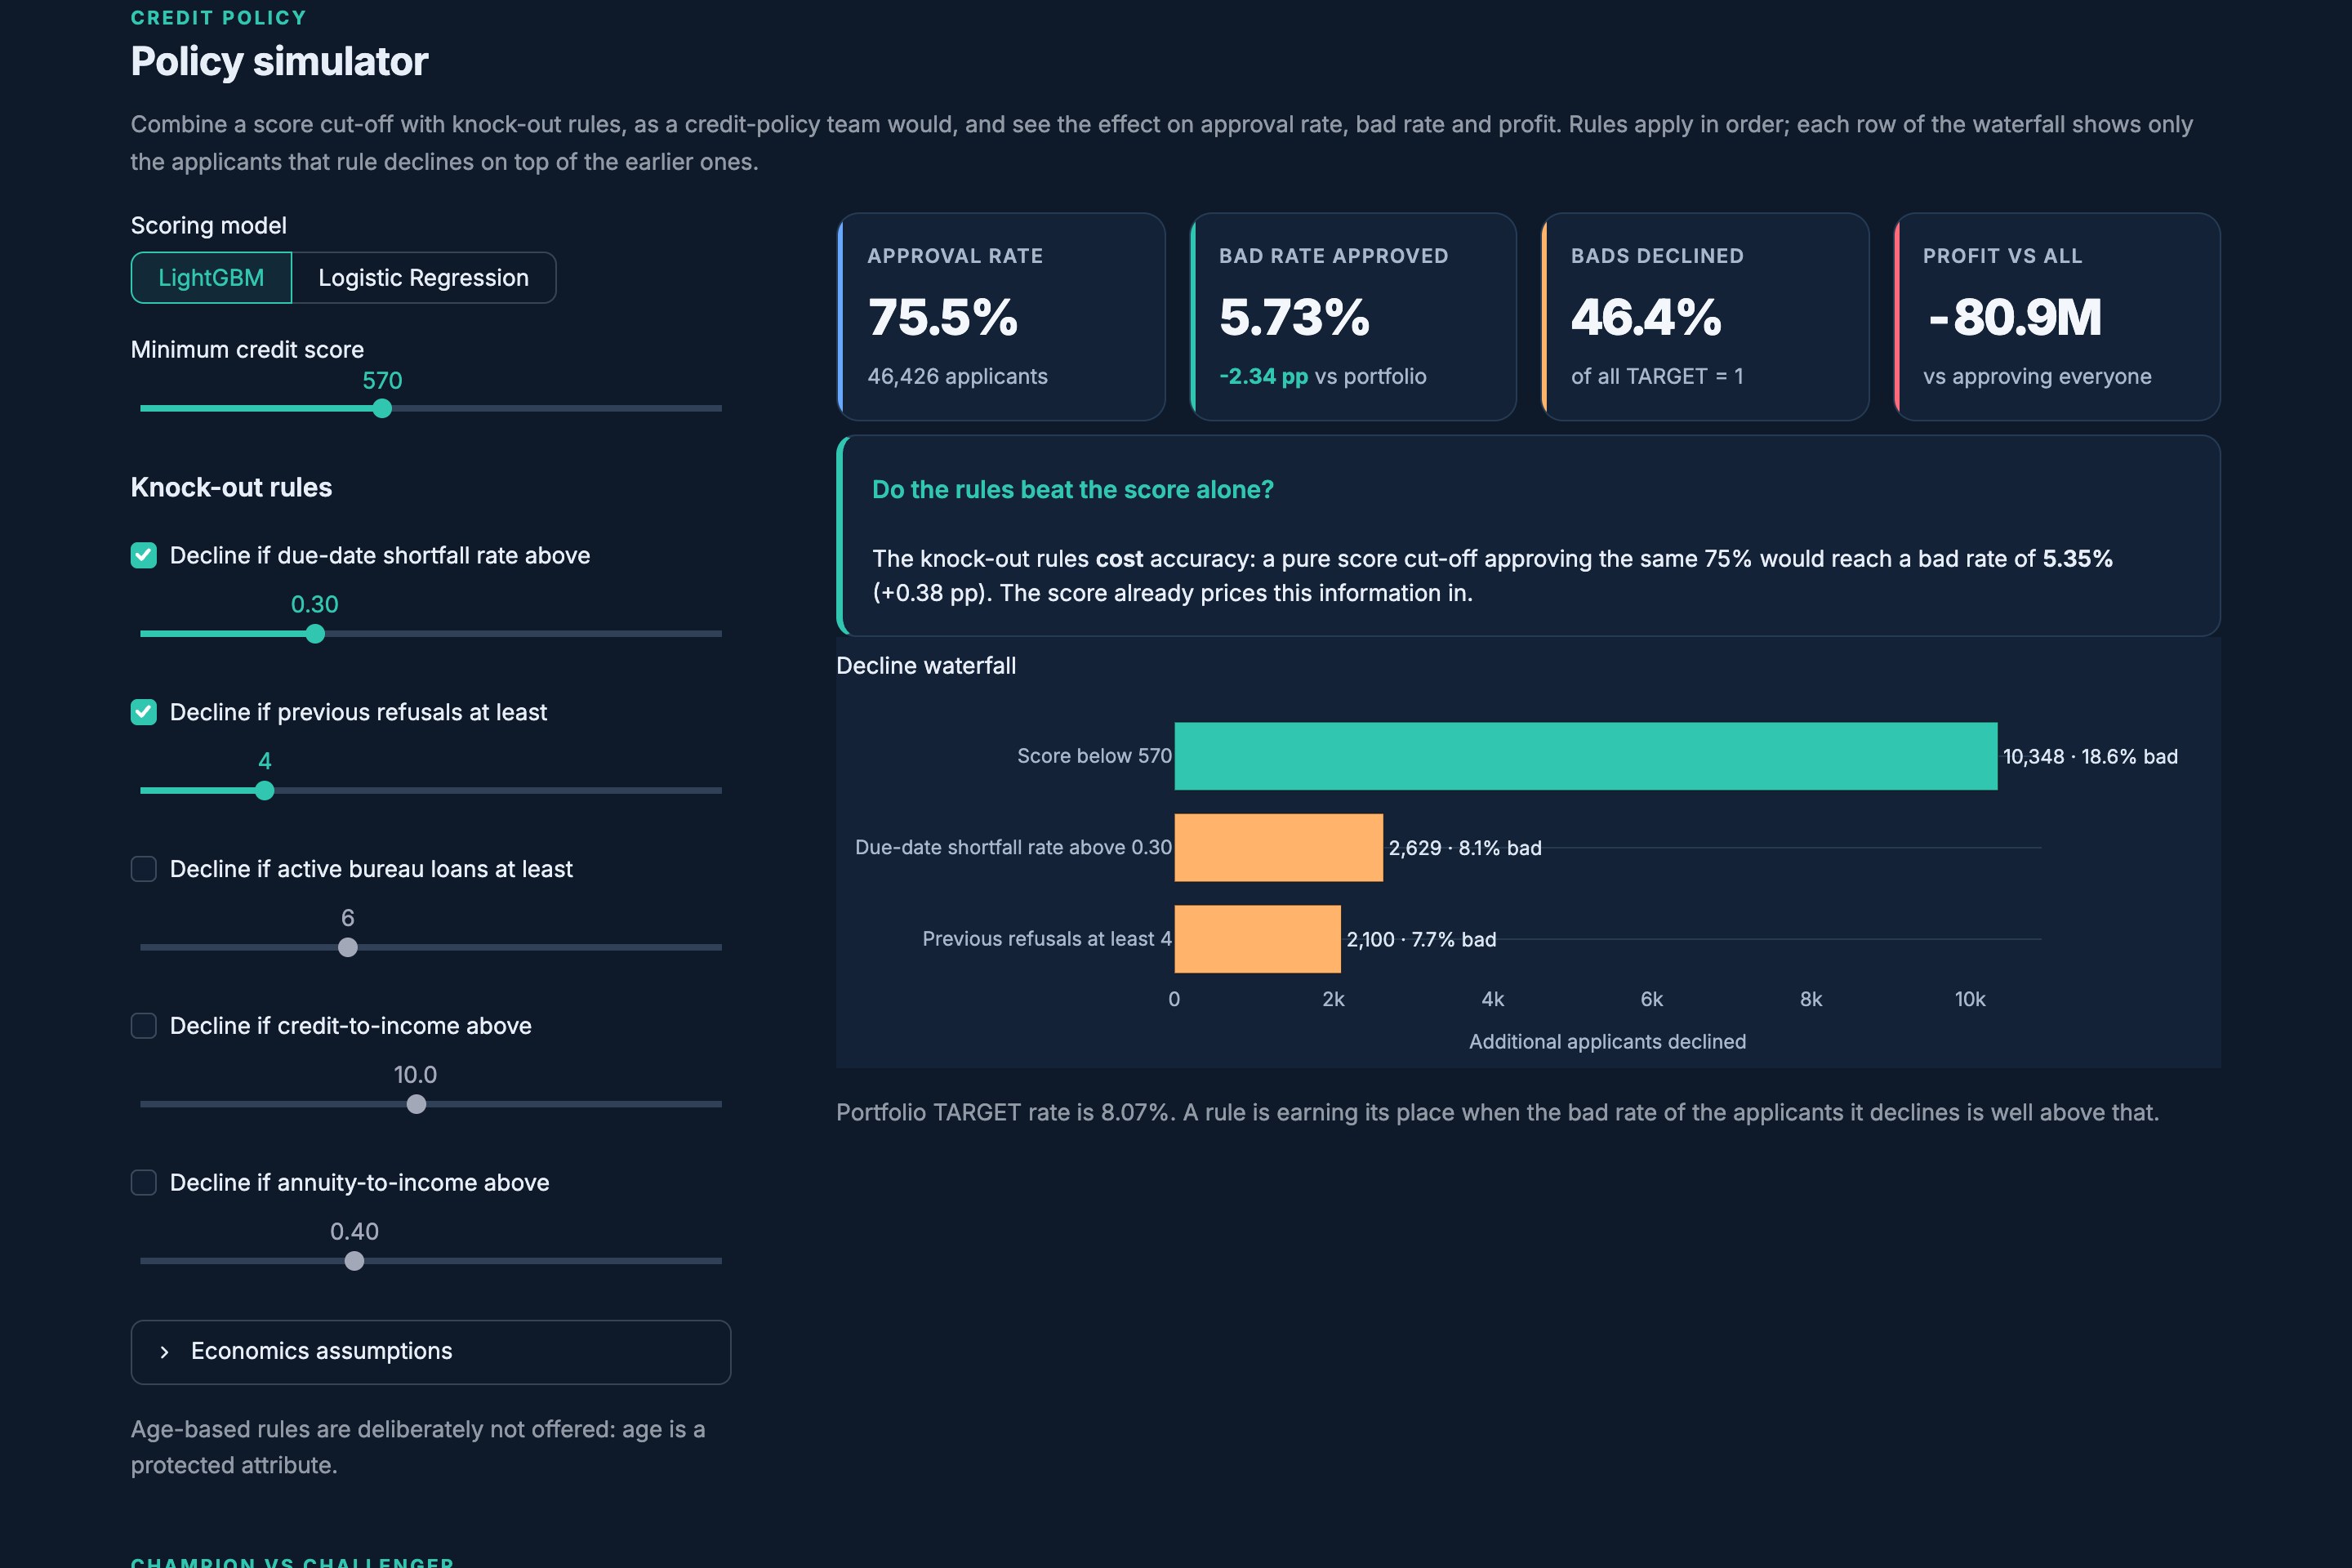 CREDIT POLICY
Policy simulator
Combine a score cut-off with knock-out rules, as a credit-policy team would, and see the effect on approval rate, bad rate and profit. Rules apply in order; each row of the waterfall shows only
the applicants that rule declines on top of the earlier ones.
Scoring model
LightGBM
Logistic Regression
Minimum credit score
570
Knock-out rules
Decline if due-date shortfall rate above
0.30
Decline if previous refusals at least
4
Decline if active bureau loans at least
6
Decline if credit-to-income above
10.0
Decline if annuity-to-income above
0.40
Economics assumptions
Age-based rules are deliberately not offered: age is a
protected attribute.
APPROVAL RATE
75.5%
46,426 applicants
BAD RATE APPROVED
5.73%
-2.34 pp vs portfolio
BADS DECLINED
46.4%
of all TARGET = 1
PROFIT VS ALL
-80.9M
vs approving everyone
Do the rules beat the score alone?
The knock-out rules cost accuracy: a pure score cut-off approving the same 75% would reach a bad rate of 5.35%
(+0.38 pp). The score already prices this information in.
Decline waterfall
Score below 570
10,348 · 18.6% bad
Due-date shortfall rate above 0.30
2,629 · 8.1% bad
Previous refusals at least 4
2,100 · 7.7% bad
0 2k 4k 6k 8k 10k
Additional applicants declined
Portfolio TARGET rate is 8.07%. A rule is earning its place when the bad rate of the applicants it declines is well above that.
CHAMPION VS CHALLENGER